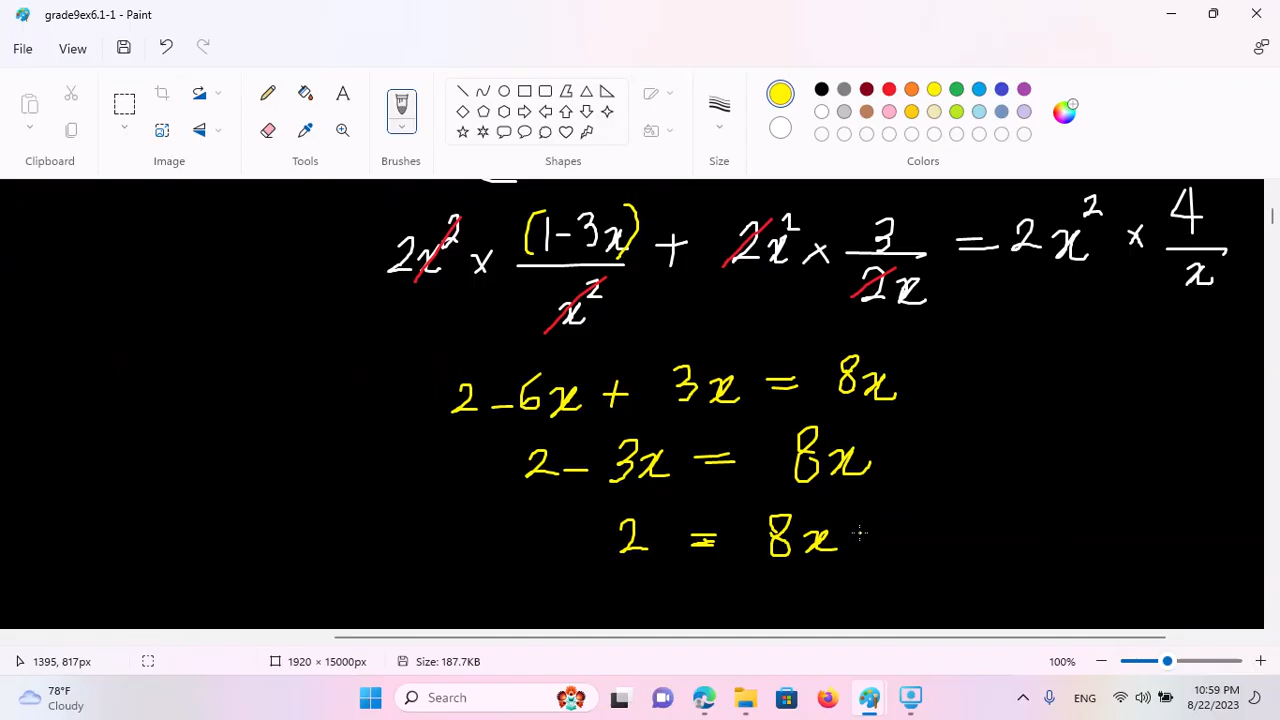 grade9ex6.1-1 - Paint
File View
Clipboard Image Tools Brushes Shapes Size Colors
2x² × (1-3x)/x² + 2x² × 3/2x = 2x² × 4/x
2-6x + 3x = 8x
2 - 3x = 8x
2 = 8x
1395, 817px 1920 × 15000px Size: 187.7KB 100%
78°F
Cloudy
Search
ENG
10:59 PM
8/22/2023